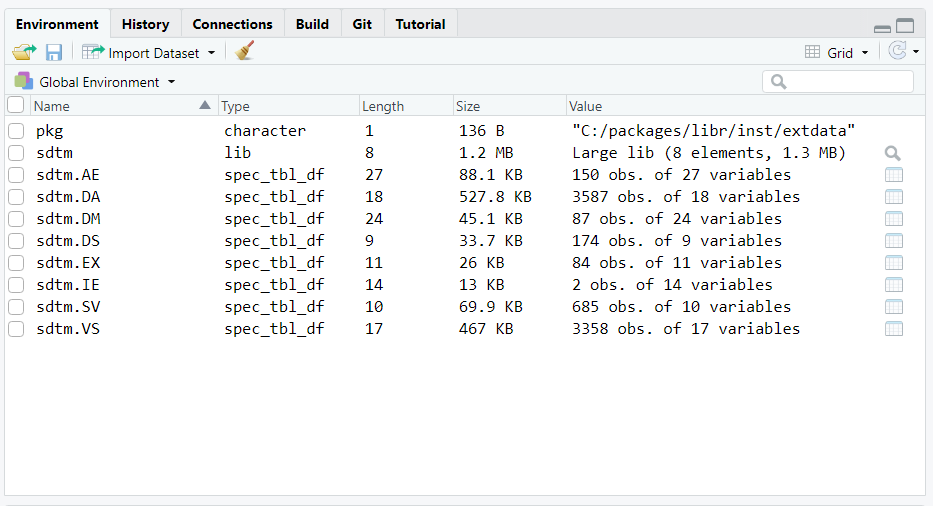 Environment History Connections Build Git Tutorial
Import Dataset Grid
Global Environment
Name Type Length Size Value
pkg character 1 136 B "C:/packages/libr/inst/extdata"
sdtm lib 8 1.2 MB Large lib (8 elements, 1.3 MB)
sdtm.AE spec_tbl_df 27 88.1 KB 150 obs. of 27 variables
sdtm.DA spec_tbl_df 18 527.8 KB 3587 obs. of 18 variables
sdtm.DM spec_tbl_df 24 45.1 KB 87 obs. of 24 variables
sdtm.DS spec_tbl_df 9 33.7 KB 174 obs. of 9 variables
sdtm.EX spec_tbl_df 11 26 KB 84 obs. of 11 variables
sdtm.IE spec_tbl_df 14 13 KB 2 obs. of 14 variables
sdtm.SV spec_tbl_df 10 69.9 KB 685 obs. of 10 variables
sdtm.VS spec_tbl_df 17 467 KB 3358 obs. of 17 variables